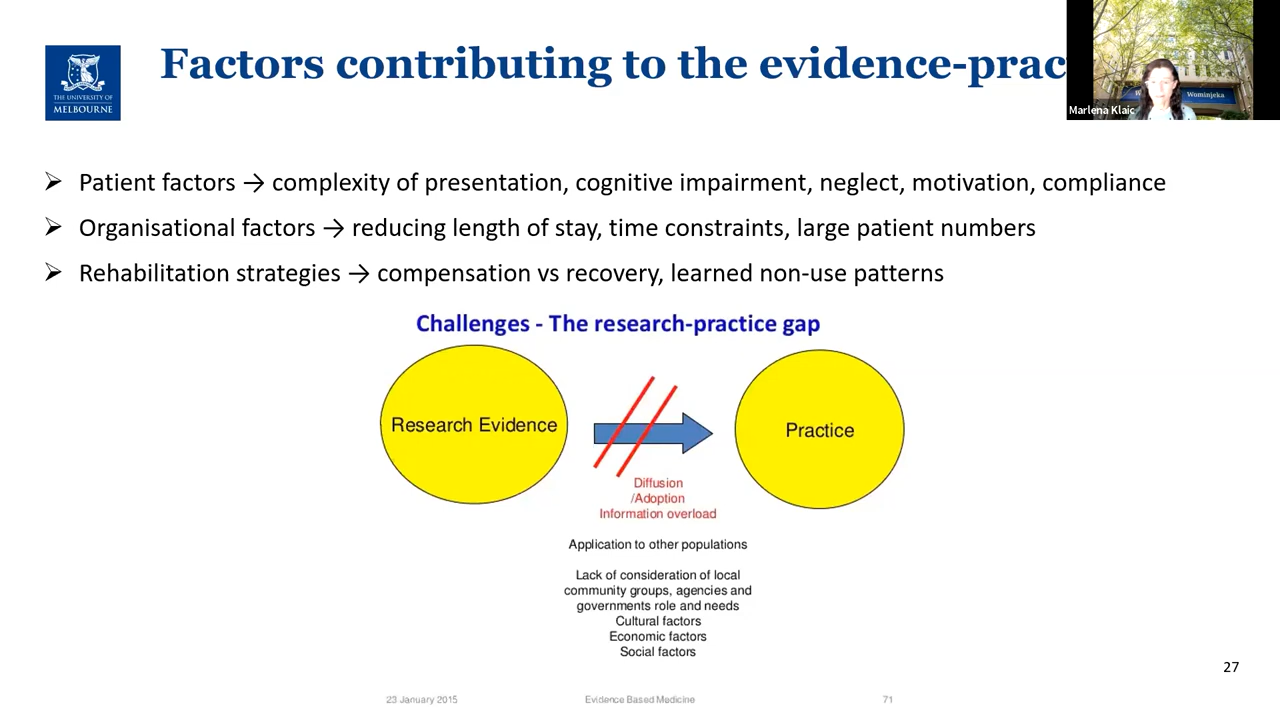 THE UNIVERSITY OF
MELBOURNE
Factors contributing to the evidence-prac
Wominjeka
Marlena Klaic
➢ Patient factors → complexity of presentation, cognitive impairment, neglect, motivation, compliance
➢ Organisational factors → reducing length of stay, time constraints, large patient numbers
➢ Rehabilitation strategies → compensation vs recovery, learned non-use patterns
Challenges - The research-practice gap
Research Evidence
Practice
Diffusion
/Adoption
Information overload
Application to other populations
Lack of consideration of local
community groups, agencies and
governments role and needs
Cultural factors
Economic factors
Social factors
27
23 January 2015
Evidence Based Medicine
71